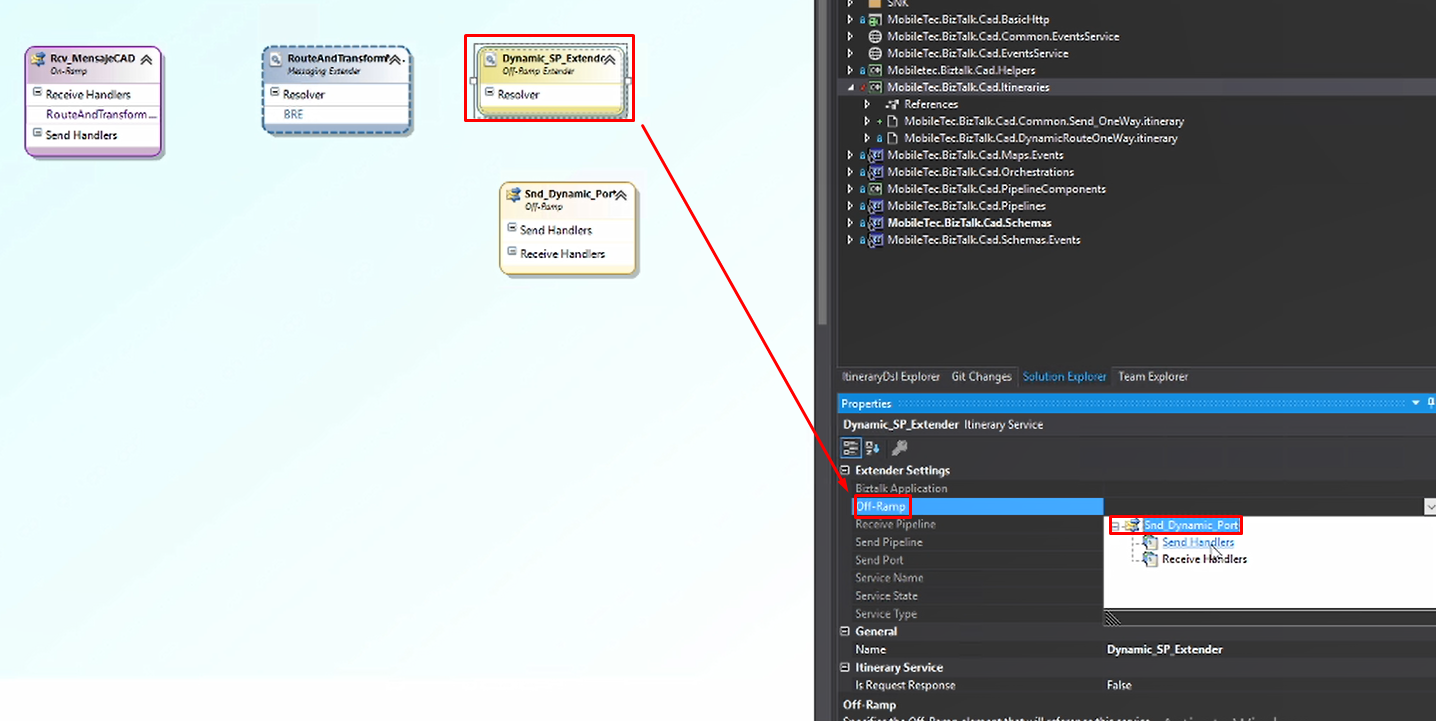 Rcv_MensajeCAD
On-Ramp
Receive Handlers
RouteAndTransform ...
Send Handlers
RouteAndTransform
Messaging Extender
Resolver
BRE
Dynamic_SP_Extender
Off-Ramp Extender
Resolver
Snd_Dynamic_Port
Off-Ramp
Send Handlers
Receive Handlers
SNK
MobileTec.BizTalk.Cad.BasicHttp
MobileTec.BizTalk.Cad.Common.EventsService
MobileTec.BizTalk.Cad.EventsService
Mobiletec.Biztalk.Cad.Helpers
MobileTec.BizTalk.Cad.Itineraries
References
MobileTec.BizTalk.Cad.Common.Send_OneWay.itinerary
MobileTec.BizTalk.Cad.DynamicRouteOneWay.itinerary
MobileTec.BizTalk.Cad.Maps.Events
MobileTec.BizTalk.Cad.Orchestrations
MobileTec.BizTalk.Cad.PipelineComponents
MobileTec.BizTalk.Cad.Pipelines
MobileTec.BizTalk.Cad.Schemas
MobileTec.BizTalk.Cad.Schemas.Events
ItineraryDsl Explorer Git Changes Solution Explorer Team Explorer
Properties
Dynamic_SP_Extender Itinerary Service
Extender Settings
Biztalk Application
Off-Ramp
Snd_Dynamic_Port
Receive Pipeline
Send Handlers
Send Pipeline
Receive Handlers
Send Port
Service Name
Service State
Service Type
General
Name Dynamic_SP_Extender
Itinerary Service
Is Request Response False
Off-Ramp